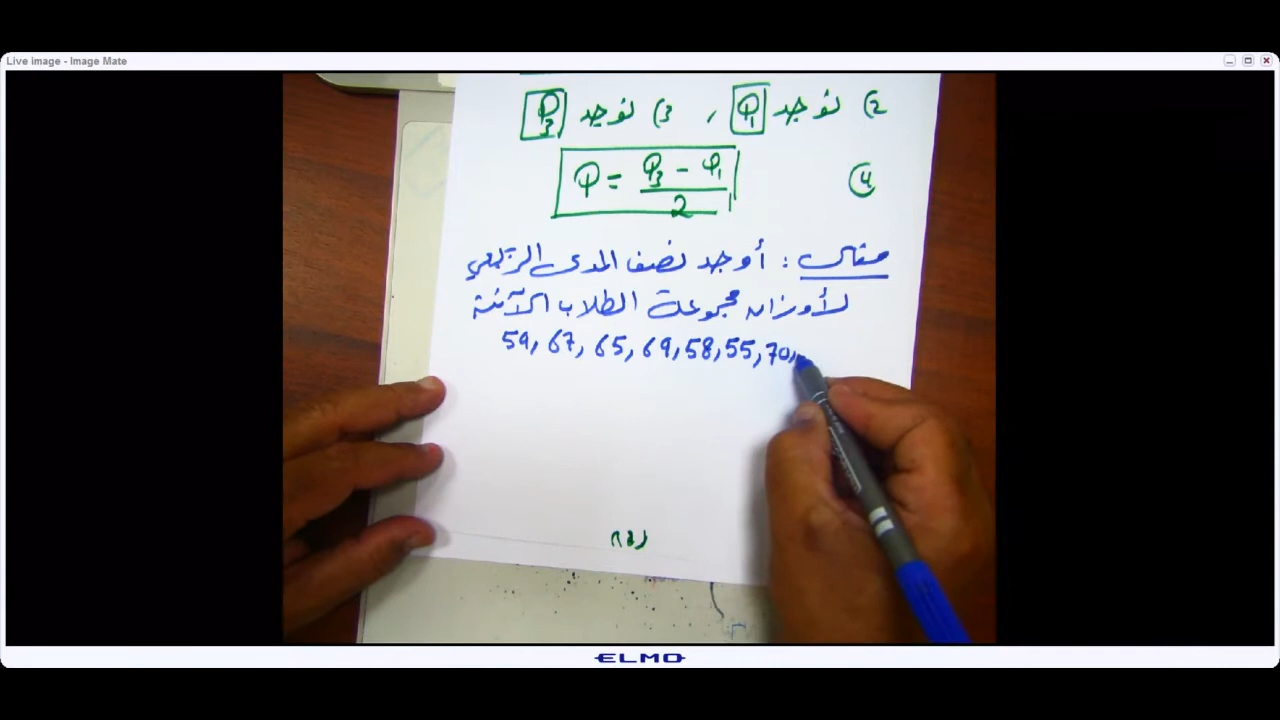 Live image - Image Mate
2) نوجد Q1 , 3) نوجد Q3
4) Q = Q3 - Q1 / 2
مثال : أوجد نصف المدى الربيعي
لأوزان مجموعة الطلاب الآتية
59, 67, 65, 69, 58, 55, 70,
ELMO